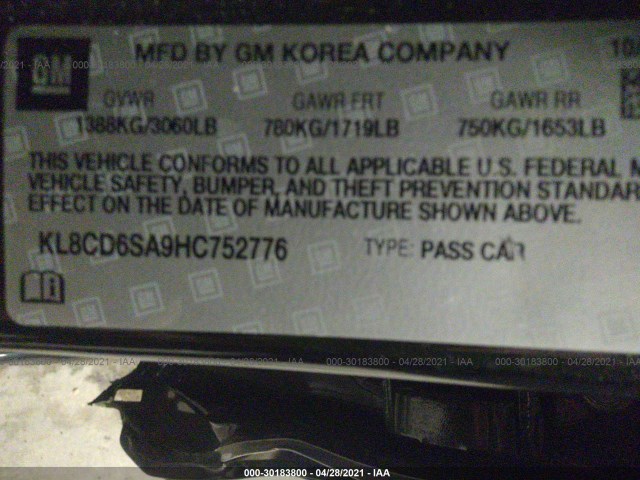 MFD BY GM KOREA COMPANY 10
GM
GVWR GAWR FRT GAWR RR
1388KG/3060LB 780KG/1719LB 750KG/1653LB
THIS VEHICLE CONFORMS TO ALL APPLICABLE U.S. FEDERAL M
VEHICLE SAFETY, BUMPER, AND THEFT PREVENTION STANDAR
EFFECT ON THE DATE OF MANUFACTURE SHOWN ABOVE.
KL8CD6SA9HC752776 TYPE: PASS CAR
000-30183800 - 04/28/2021 - IAA